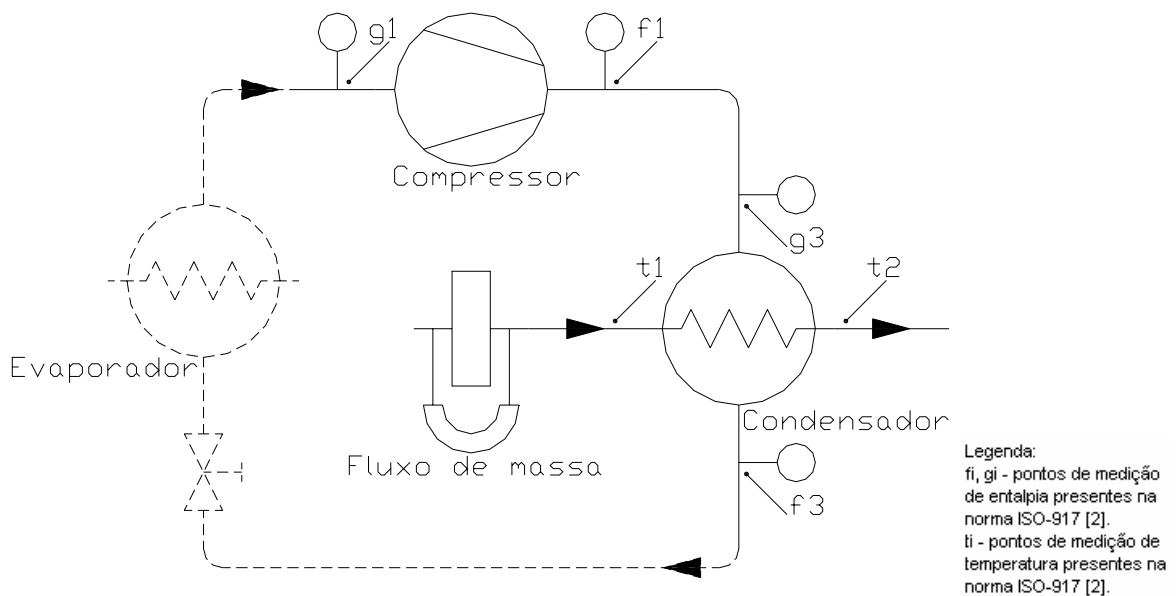 g1
f1
Compressor
g3
t1
t2
Evaporador
Condensador
Fluxo de massa
f3
Legenda:
fi, gi - pontos de medição
de entalpia presentes na
norma ISO-917 [2].
ti - pontos de medição de
temperatura presentes na
norma ISO-917 [2].